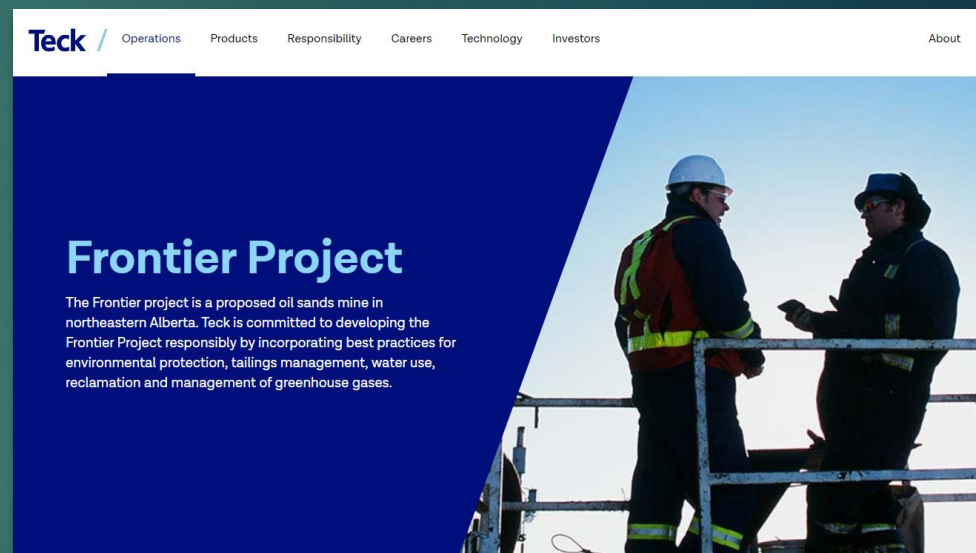 Teck / Operations Products Responsibility Careers Technology Investors About
Frontier Project
The Frontier project is a proposed oil sands mine in
northeastern Alberta. Teck is committed to developing the
Frontier Project responsibly by incorporating best practices for
environmental protection, tailings management, water use,
reclamation and management of greenhouse gases.